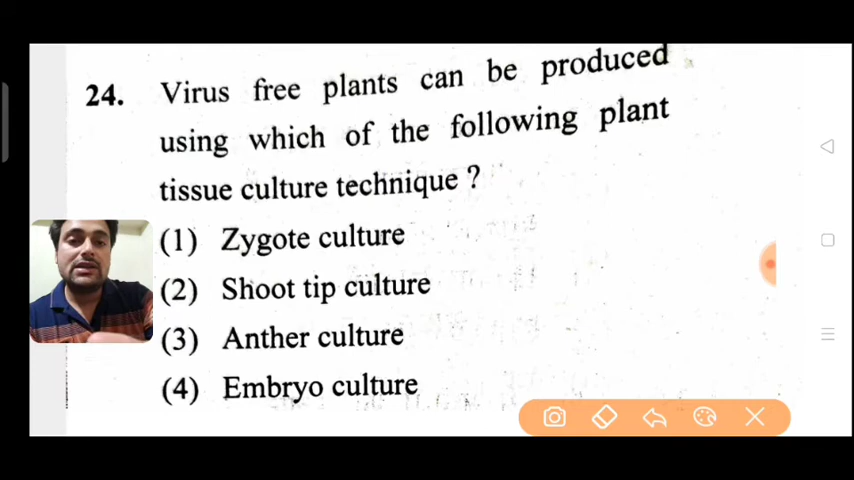 24. Virus free plants can be produced
using which of the following plant
tissue culture technique ?
(1) Zygote culture
(2) Shoot tip culture
(3) Anther culture
(4) Embryo culture